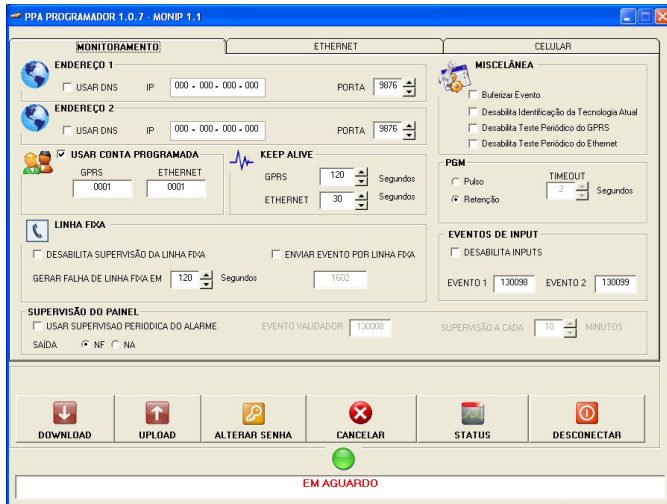 PPA PROGRAMADOR 1.0.7 - MONIP 1.1
MONITORAMENTO ETHERNET CELULAR
ENDEREÇO 1
USAR DNS IP 000 - 000 - 000 - 000 PORTA 9876
ENDEREÇO 2
USAR DNS IP 000 - 000 - 000 - 000 PORTA 9876
MISCELÂNEA
Buferizar Evento
Desabilita Identificação da Tecnologia Atual
Desabilita Teste Periódico do GPRS
Desabilita Teste Periódico do Ethernet
USAR CONTA PROGRAMADA
GPRS ETHERNET
0001 0001
KEEP ALIVE
GPRS 120 Segundos
ETHERNET 30 Segundos
PGM
Pulso
Retenção
TIMEOUT
2 Segundos
LINHA FIXA
DESABILITA SUPERVISÃO DA LINHA FIXA ENVIAR EVENTO POR LINHA FIXA
GERAR FALHA DE LINHA FIXA EM 120 Segundos 1602
EVENTOS DE INPUT
DESABILITA INPUTS
EVENTO 1 130098 EVENTO 2 130099
SUPERVISÃO DO PAINEL
USAR SUPERVISAO PERIODICA DO ALARME EVENTO VALIDADOR 130008 SUPERVISÃO A CADA 10 MINUTOS
SAÍDA NF NA
DOWNLOAD UPLOAD ALTERAR SENHA CANCELAR STATUS DESCONECTAR
EM AGUARDO